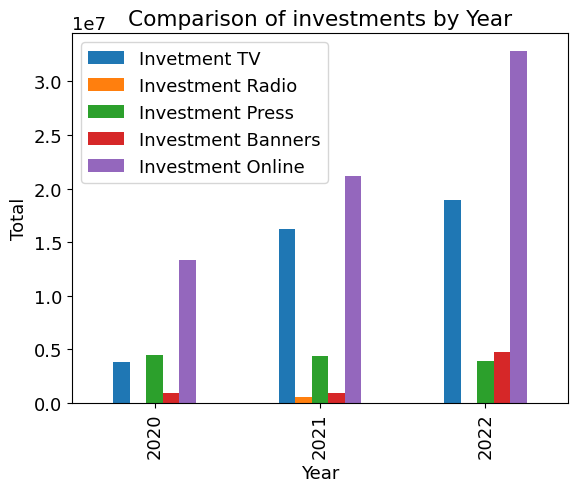 Comparison of investments by Year
1e7
Invetment TV
Investment Radio
Investment Press
Investment Banners
Investment Online
3.0
2.5
2.0
1.5
1.0
0.5
0.0
Total
2020
2021
2022
Year